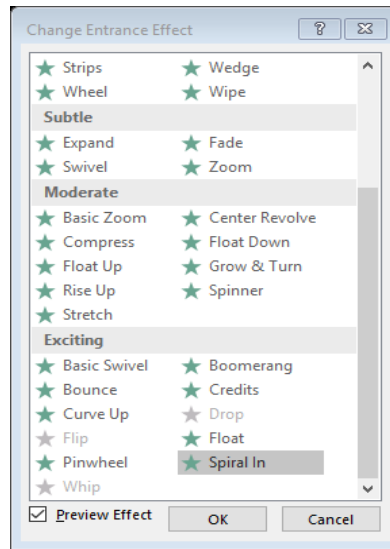 Change Entrance Effect
Strips Wedge
Wheel Wipe
Subtle
Expand Fade
Swivel Zoom
Moderate
Basic Zoom Center Revolve
Compress Float Down
Float Up Grow & Turn
Rise Up Spinner
Stretch
Exciting
Basic Swivel Boomerang
Bounce Credits
Curve Up Drop
Flip Float
Pinwheel Spiral In
Whip
Preview Effect OK Cancel